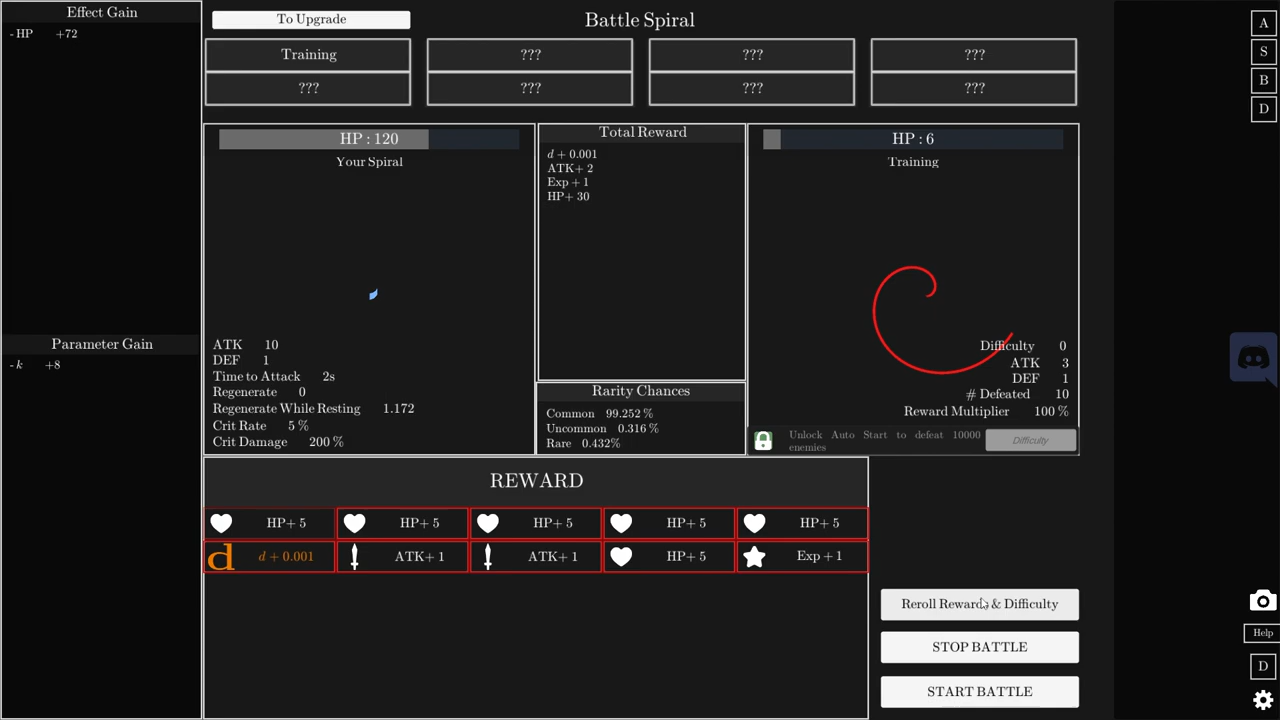 Effect Gain
- HP +72
Parameter Gain
- k +8
To Upgrade
Battle Spiral
Training
???
???
???
???
???
???
???
HP : 120
Your Spiral
ATK 10
DEF 1
Time to Attack 2s
Regenerate 0
Regenerate While Resting 1.172
Crit Rate 5 %
Crit Damage 200 %
Total Reward
d + 0.001
ATK+ 2
Exp + 1
HP+ 30
Rarity Chances
Common 99.252 %
Uncommon 0.316 %
Rare 0.432%
HP : 6
Training
Difficulty 0
ATK 3
DEF 1
# Defeated 10
Reward Multiplier 100 %
Unlock Auto Start to defeat 10000
enemies
Difficulty
REWARD
HP+ 5
HP+ 5
HP+ 5
HP+ 5
HP+ 5
d
d + 0.001
ATK+ 1
ATK+ 1
HP+ 5
Exp + 1
Reroll Rewards & Difficulty
STOP BATTLE
START BATTLE
A
S
B
D
Help
D